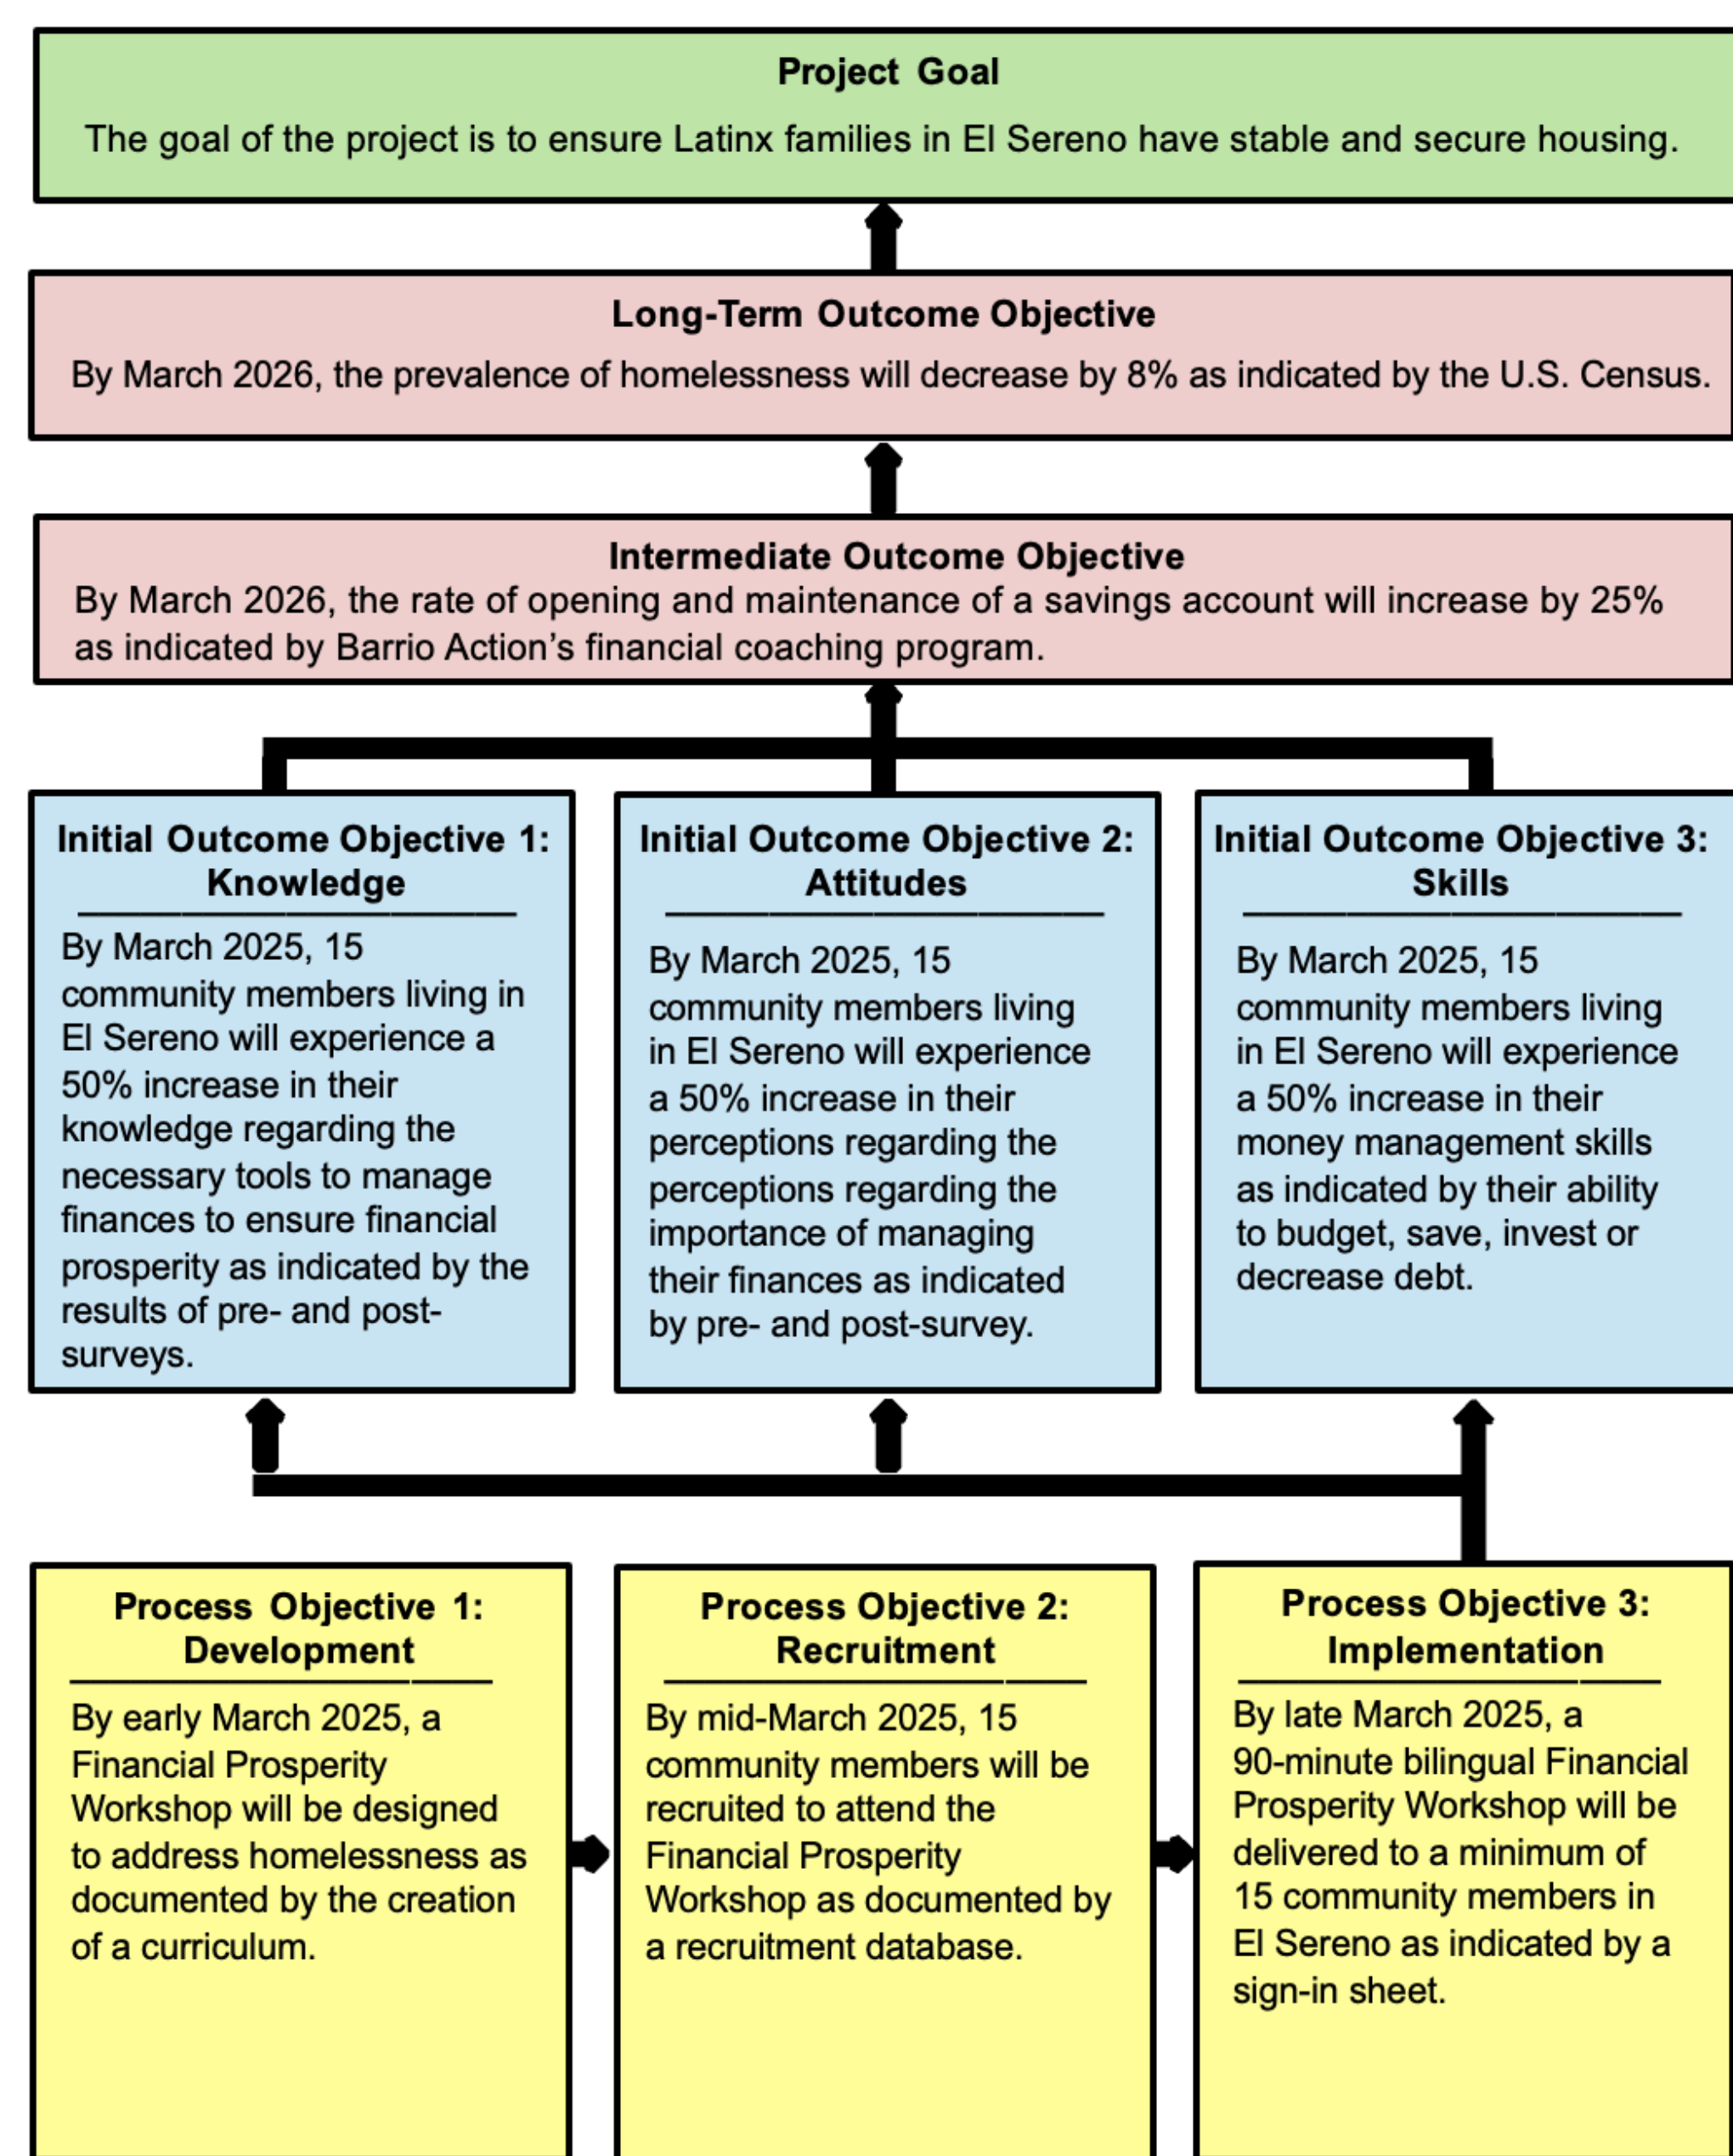 Project Goal
The goal of the project is to ensure Latinx families in El Sereno have stable and secure housing.
Long-Term Outcome Objective
By March 2026, the prevalence of homelessness will decrease by 8% as indicated by the U.S. Census.
Intermediate Outcome Objective
By March 2026, the rate of opening and maintenance of a savings account will increase by 25%
as indicated by Barrio Action’s financial coaching program.
Initial Outcome Objective 1:
Knowledge
By March 2025, 15
community members living in
El Sereno will experience a
50% increase in their
knowledge regarding the
necessary tools to manage
finances to ensure financial
prosperity as indicated by the
results of pre- and post-
surveys.
Initial Outcome Objective 2:
Attitudes
By March 2025, 15
community members living
in El Sereno will experience
a 50% increase in their
perceptions regarding the
perceptions regarding the
importance of managing
their finances as indicated
by pre- and post-survey.
Initial Outcome Objective 3:
Skills
By March 2025, 15
community members living
in El Sereno will experience
a 50% increase in their
money management skills
as indicated by their ability
to budget, save, invest or
decrease debt.
Process Objective 1:
Development
By early March 2025, a
Financial Prosperity
Workshop will be designed
to address homelessness as
documented by the creation
of a curriculum.
Process Objective 2:
Recruitment
By mid-March 2025, 15
community members will be
recruited to attend the
Financial Prosperity
Workshop as documented by
a recruitment database.
Process Objective 3:
Implementation
By late March 2025, a
90-minute bilingual Financial
Prosperity Workshop will be
delivered to a minimum of
15 community members in
El Sereno as indicated by a
sign-in sheet.